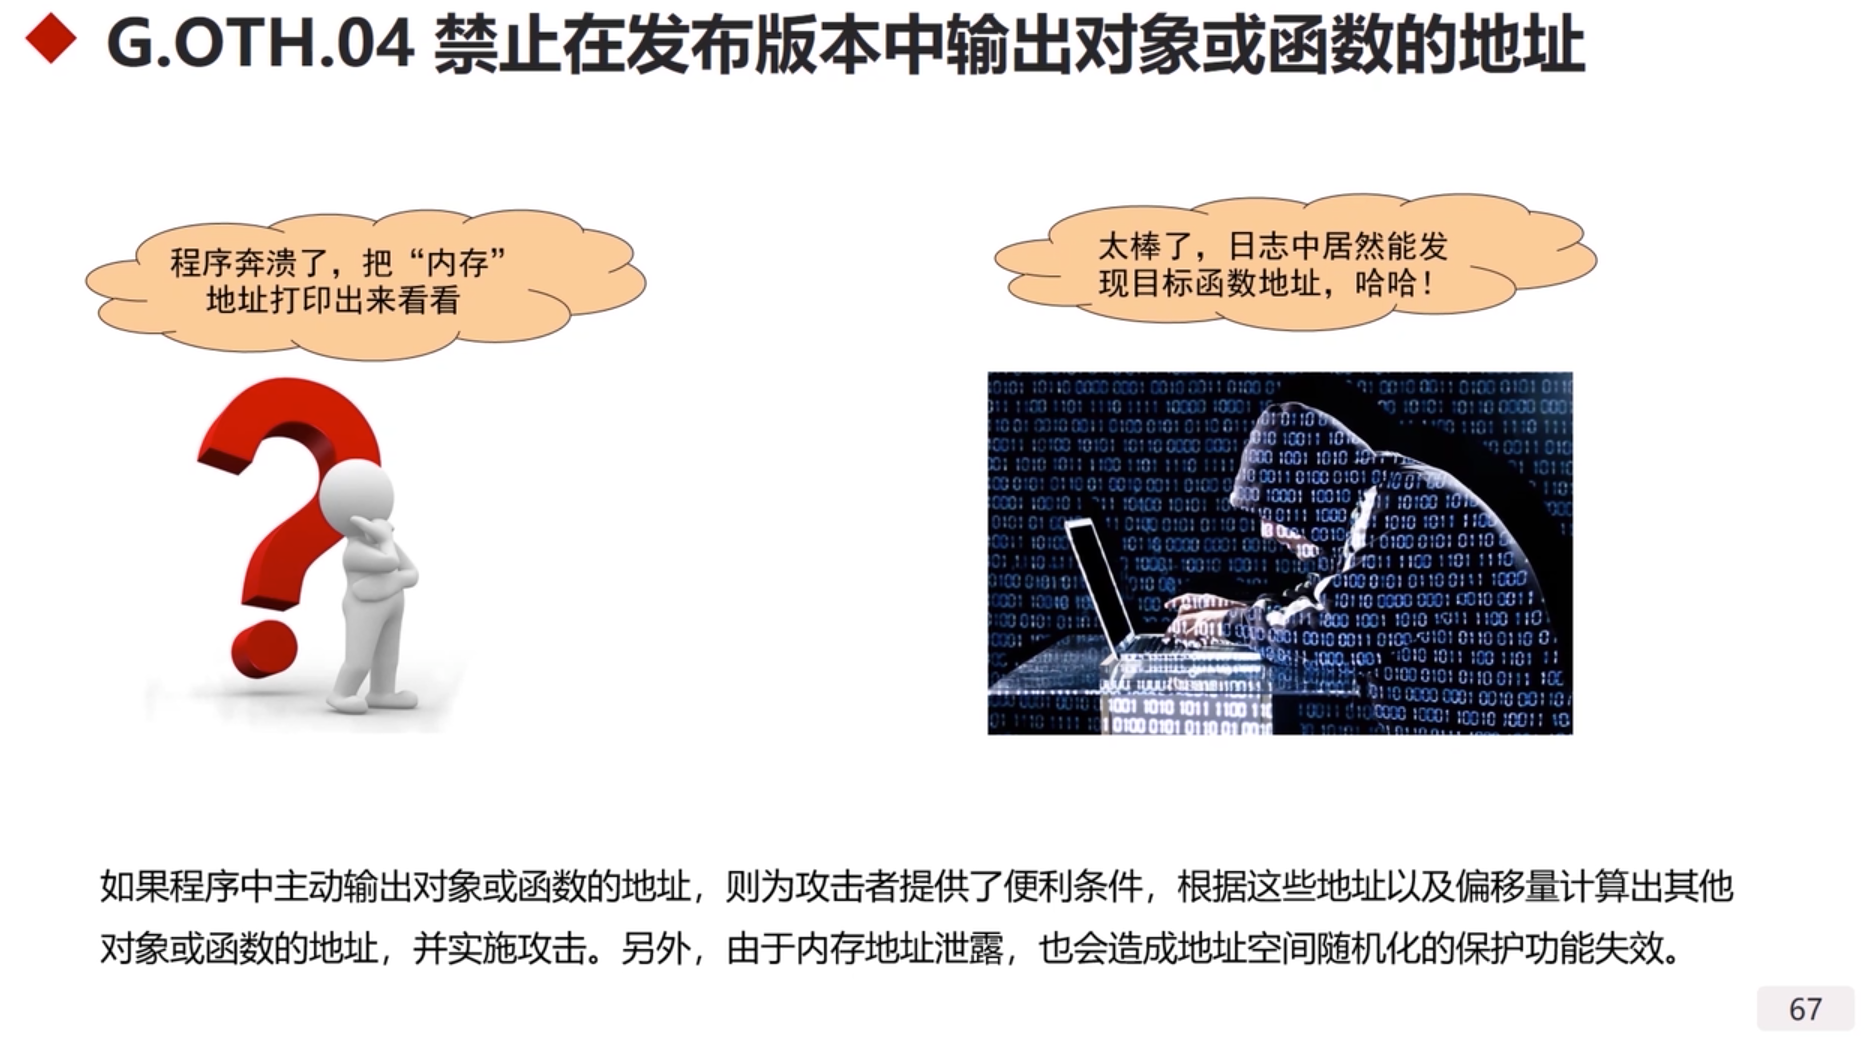 G.OTH.04 禁止在发布版本中输出对象或函数的地址
程序奔溃了，把“内存”
地址打印出来看看
太棒了，日志中居然能发
现目标函数地址，哈哈！
如果程序中主动输出对象或函数的地址，则为攻击者提供了便利条件，根据这些地址以及偏移量计算出其他
对象或函数的地址，并实施攻击。另外，由于内存地址泄露，也会造成地址空间随机化的保护功能失效。
67